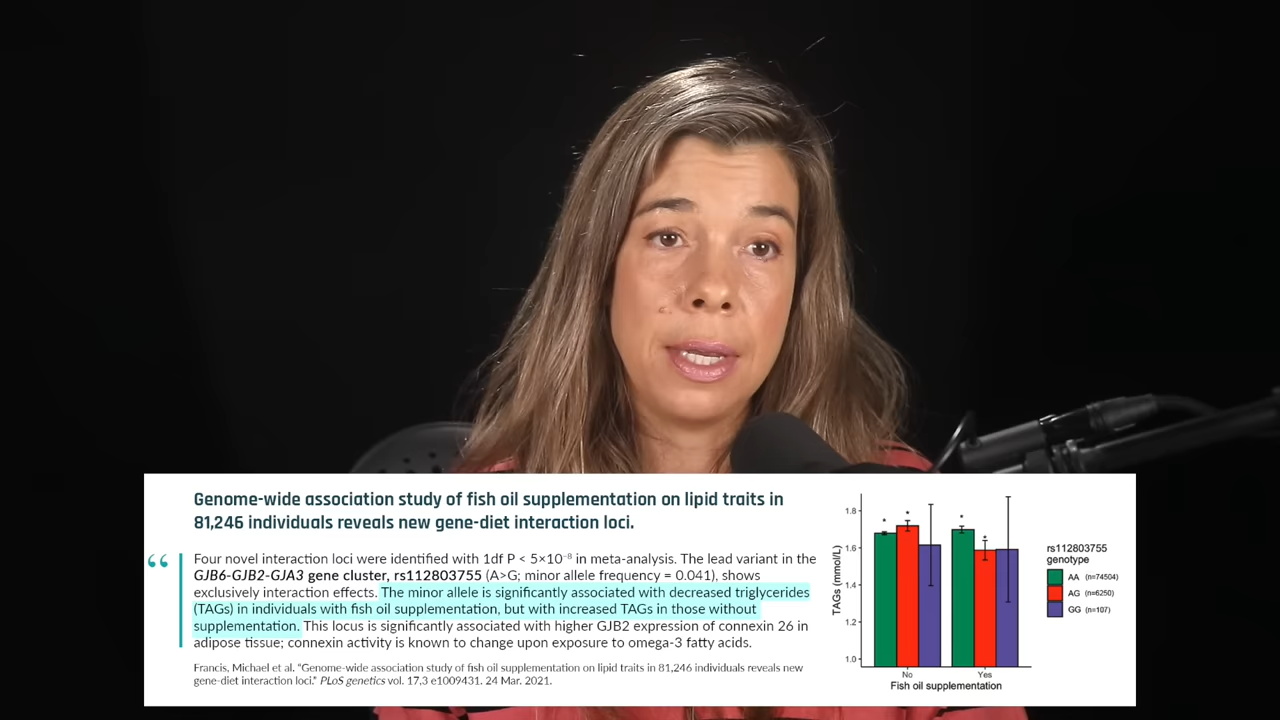 Genome-wide association study of fish oil supplementation on lipid traits in
81,246 individuals reveals new gene-diet interaction loci.
“
Four novel interaction loci were identified with 1df P < 5×10⁻⁸ in meta-analysis. The lead variant in the
GJB6-GJB2-GJA3 gene cluster, rs112803755 (A>G; minor allele frequency = 0.041), shows
exclusively interaction effects. The minor allele is significantly associated with decreased triglycerides
(TAGs) in individuals with fish oil supplementation, but with increased TAGs in those without
supplementation. This locus is significantly associated with higher GJB2 expression of connexin 26 in
adipose tissue; connexin activity is known to change upon exposure to omega-3 fatty acids.
Francis, Michael et al. “Genome-wide association study of fish oil supplementation on lipid traits in 81,246 individuals reveals new
gene-diet interaction loci.” PLoS genetics vol. 17,3 e1009431. 24 Mar. 2021.
TAGs (mmol/L)
1.8
1.6
1.4
1.2
1.0
* * * *
No Yes
Fish oil supplementation
rs112803755
genotype
AA (n=74504)
AG (n=6250)
GG (n=107)